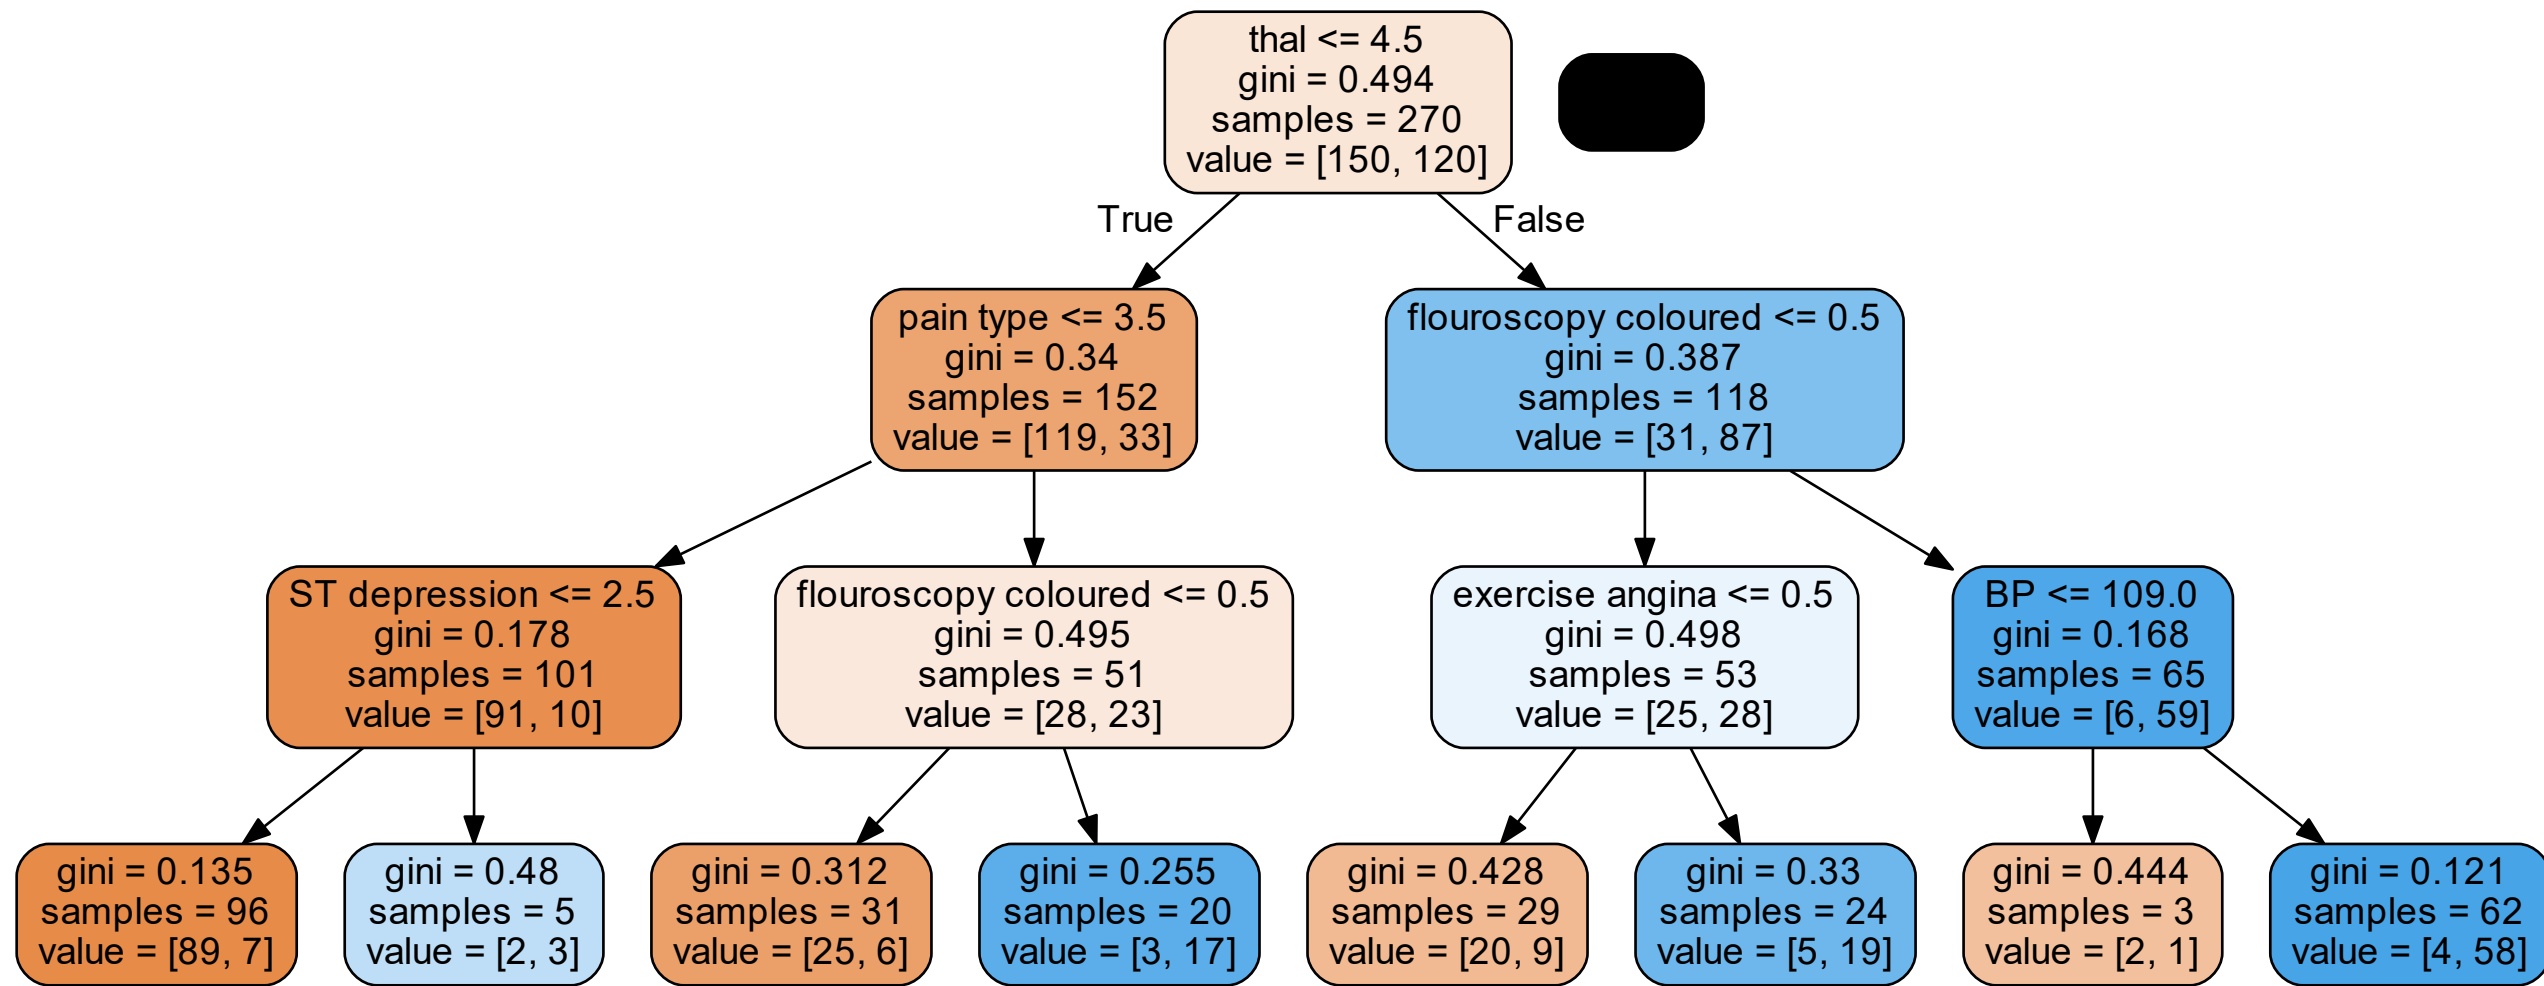 thal <= 4.5
gini = 0.494
samples = 270
value = [150, 120]
True
False
pain type <= 3.5
gini = 0.34
samples = 152
value = [119, 33]
flouroscopy coloured <= 0.5
gini = 0.387
samples = 118
value = [31, 87]
ST depression <= 2.5
gini = 0.178
samples = 101
value = [91, 10]
flouroscopy coloured <= 0.5
gini = 0.495
samples = 51
value = [28, 23]
exercise angina <= 0.5
gini = 0.498
samples = 53
value = [25, 28]
BP <= 109.0
gini = 0.168
samples = 65
value = [6, 59]
gini = 0.135
samples = 96
value = [89, 7]
gini = 0.48
samples = 5
value = [2, 3]
gini = 0.312
samples = 31
value = [25, 6]
gini = 0.255
samples = 20
value = [3, 17]
gini = 0.428
samples = 29
value = [20, 9]
gini = 0.33
samples = 24
value = [5, 19]
gini = 0.444
samples = 3
value = [2, 1]
gini = 0.121
samples = 62
value = [4, 58]